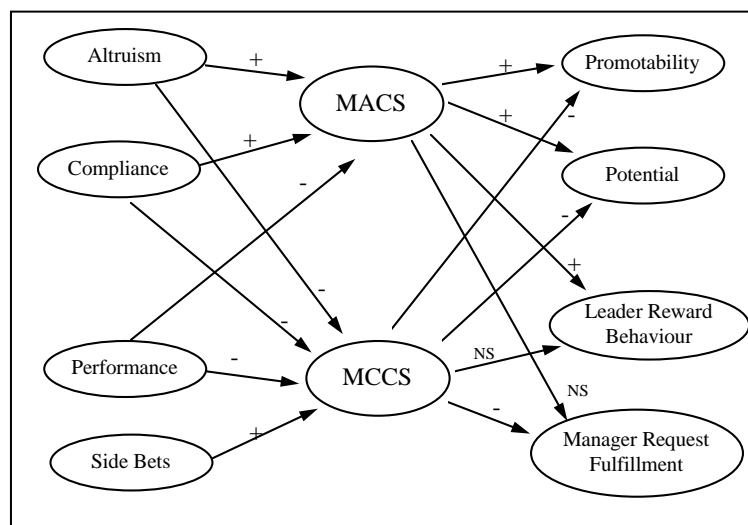 Altruism
+
+
Promotability
-
MACS
+
Compliance
+
Potential
-
-
+
-
Leader Reward
Behaviour
-
Performance
-
NS
MCCS
NS
-
+
Manager Request
Fulfillment
Side Bets